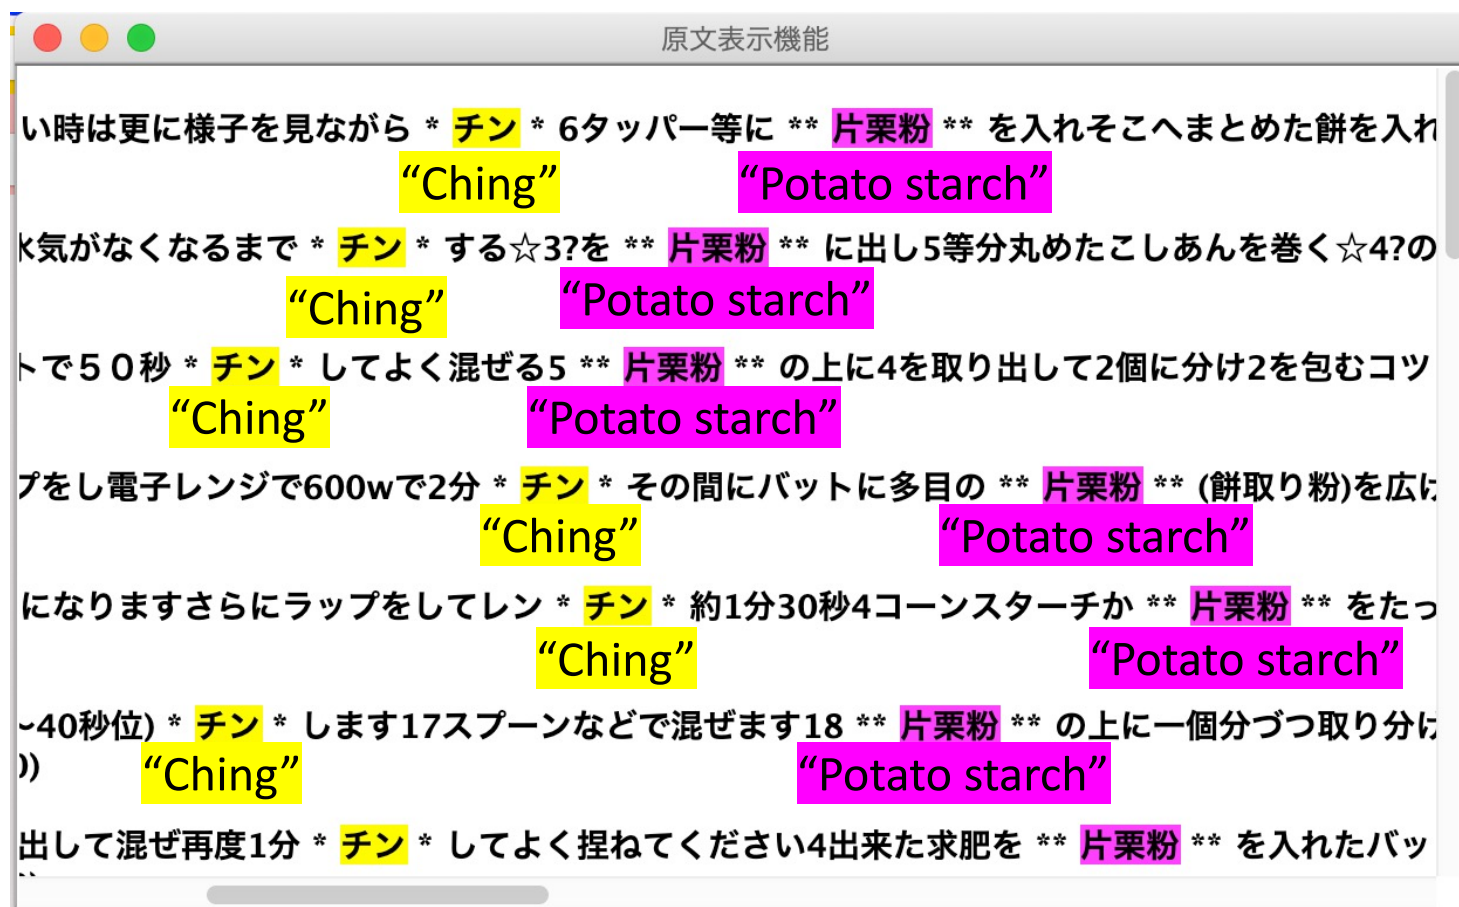 原文表示機能
い時は更に様子を見ながら * チン * 6タッパー等に ** 片栗粉 ** を入れそこへまとめた餅を入れ
“Ching” “Potato starch”
気がなくなるまで * チン * する☆3?を ** 片栗粉 ** に出し5等分丸めたこしあんを巻く☆4?の
“Ching” “Potato starch”
トで５０秒 * チン * してよく混ぜる5 ** 片栗粉 ** の上に4を取り出して2個に分け2を包むコツ
“Ching” “Potato starch”
プをし電子レンジで600wで2分 * チン * その間にバットに多目の ** 片栗粉 ** (餅取り粉)を広げ
“Ching” “Potato starch”
になりますさらにラップをしてレン * チン * 約1分30秒4コーンスターチか ** 片栗粉 ** をたっ
“Ching” “Potato starch”
~40秒位) * チン * します17スプーンなどで混ぜます18 ** 片栗粉 ** の上に一個分づつ取り分け
))
“Ching” “Potato starch”
出して混ぜ再度1分 * チン * してよく捏ねてください4出来た求肥を ** 片栗粉 ** を入れたバッ